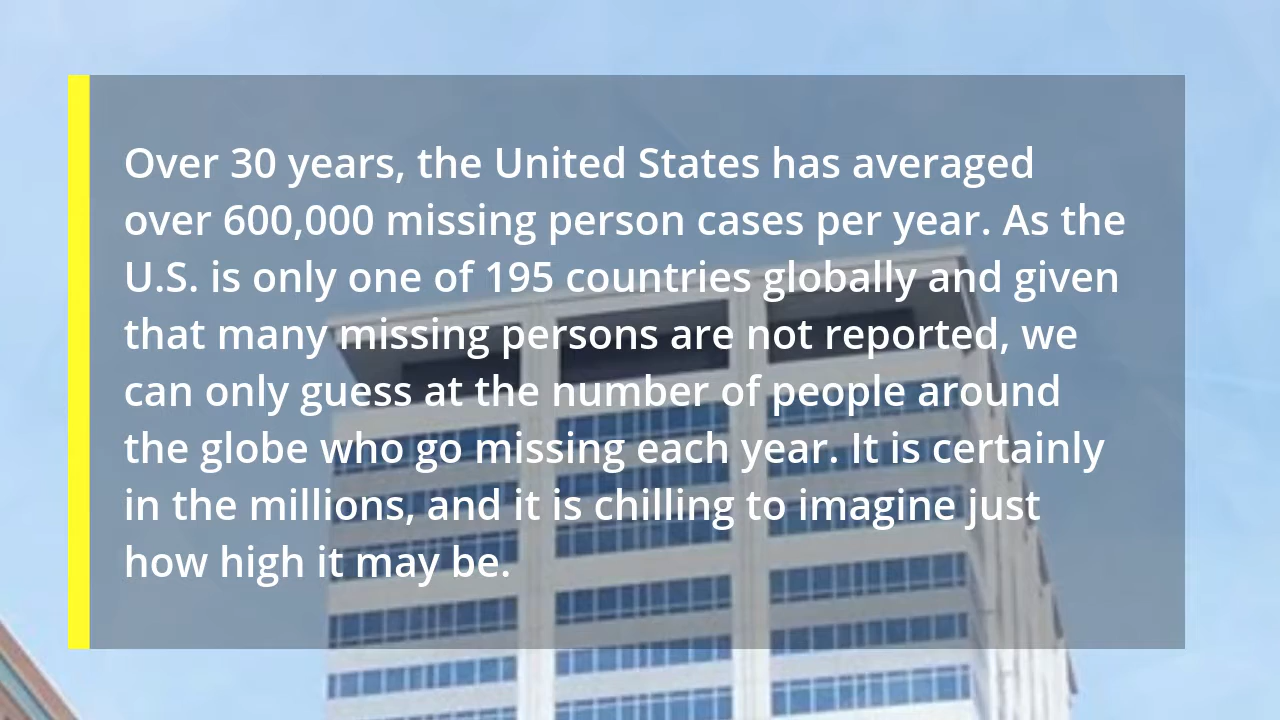 Over 30 years, the United States has averaged
over 600,000 missing person cases per year. As the
U.S. is only one of 195 countries globally and given
that many missing persons are not reported, we
can only guess at the number of people around
the globe who go missing each year. It is certainly
in the millions, and it is chilling to imagine just
how high it may be.